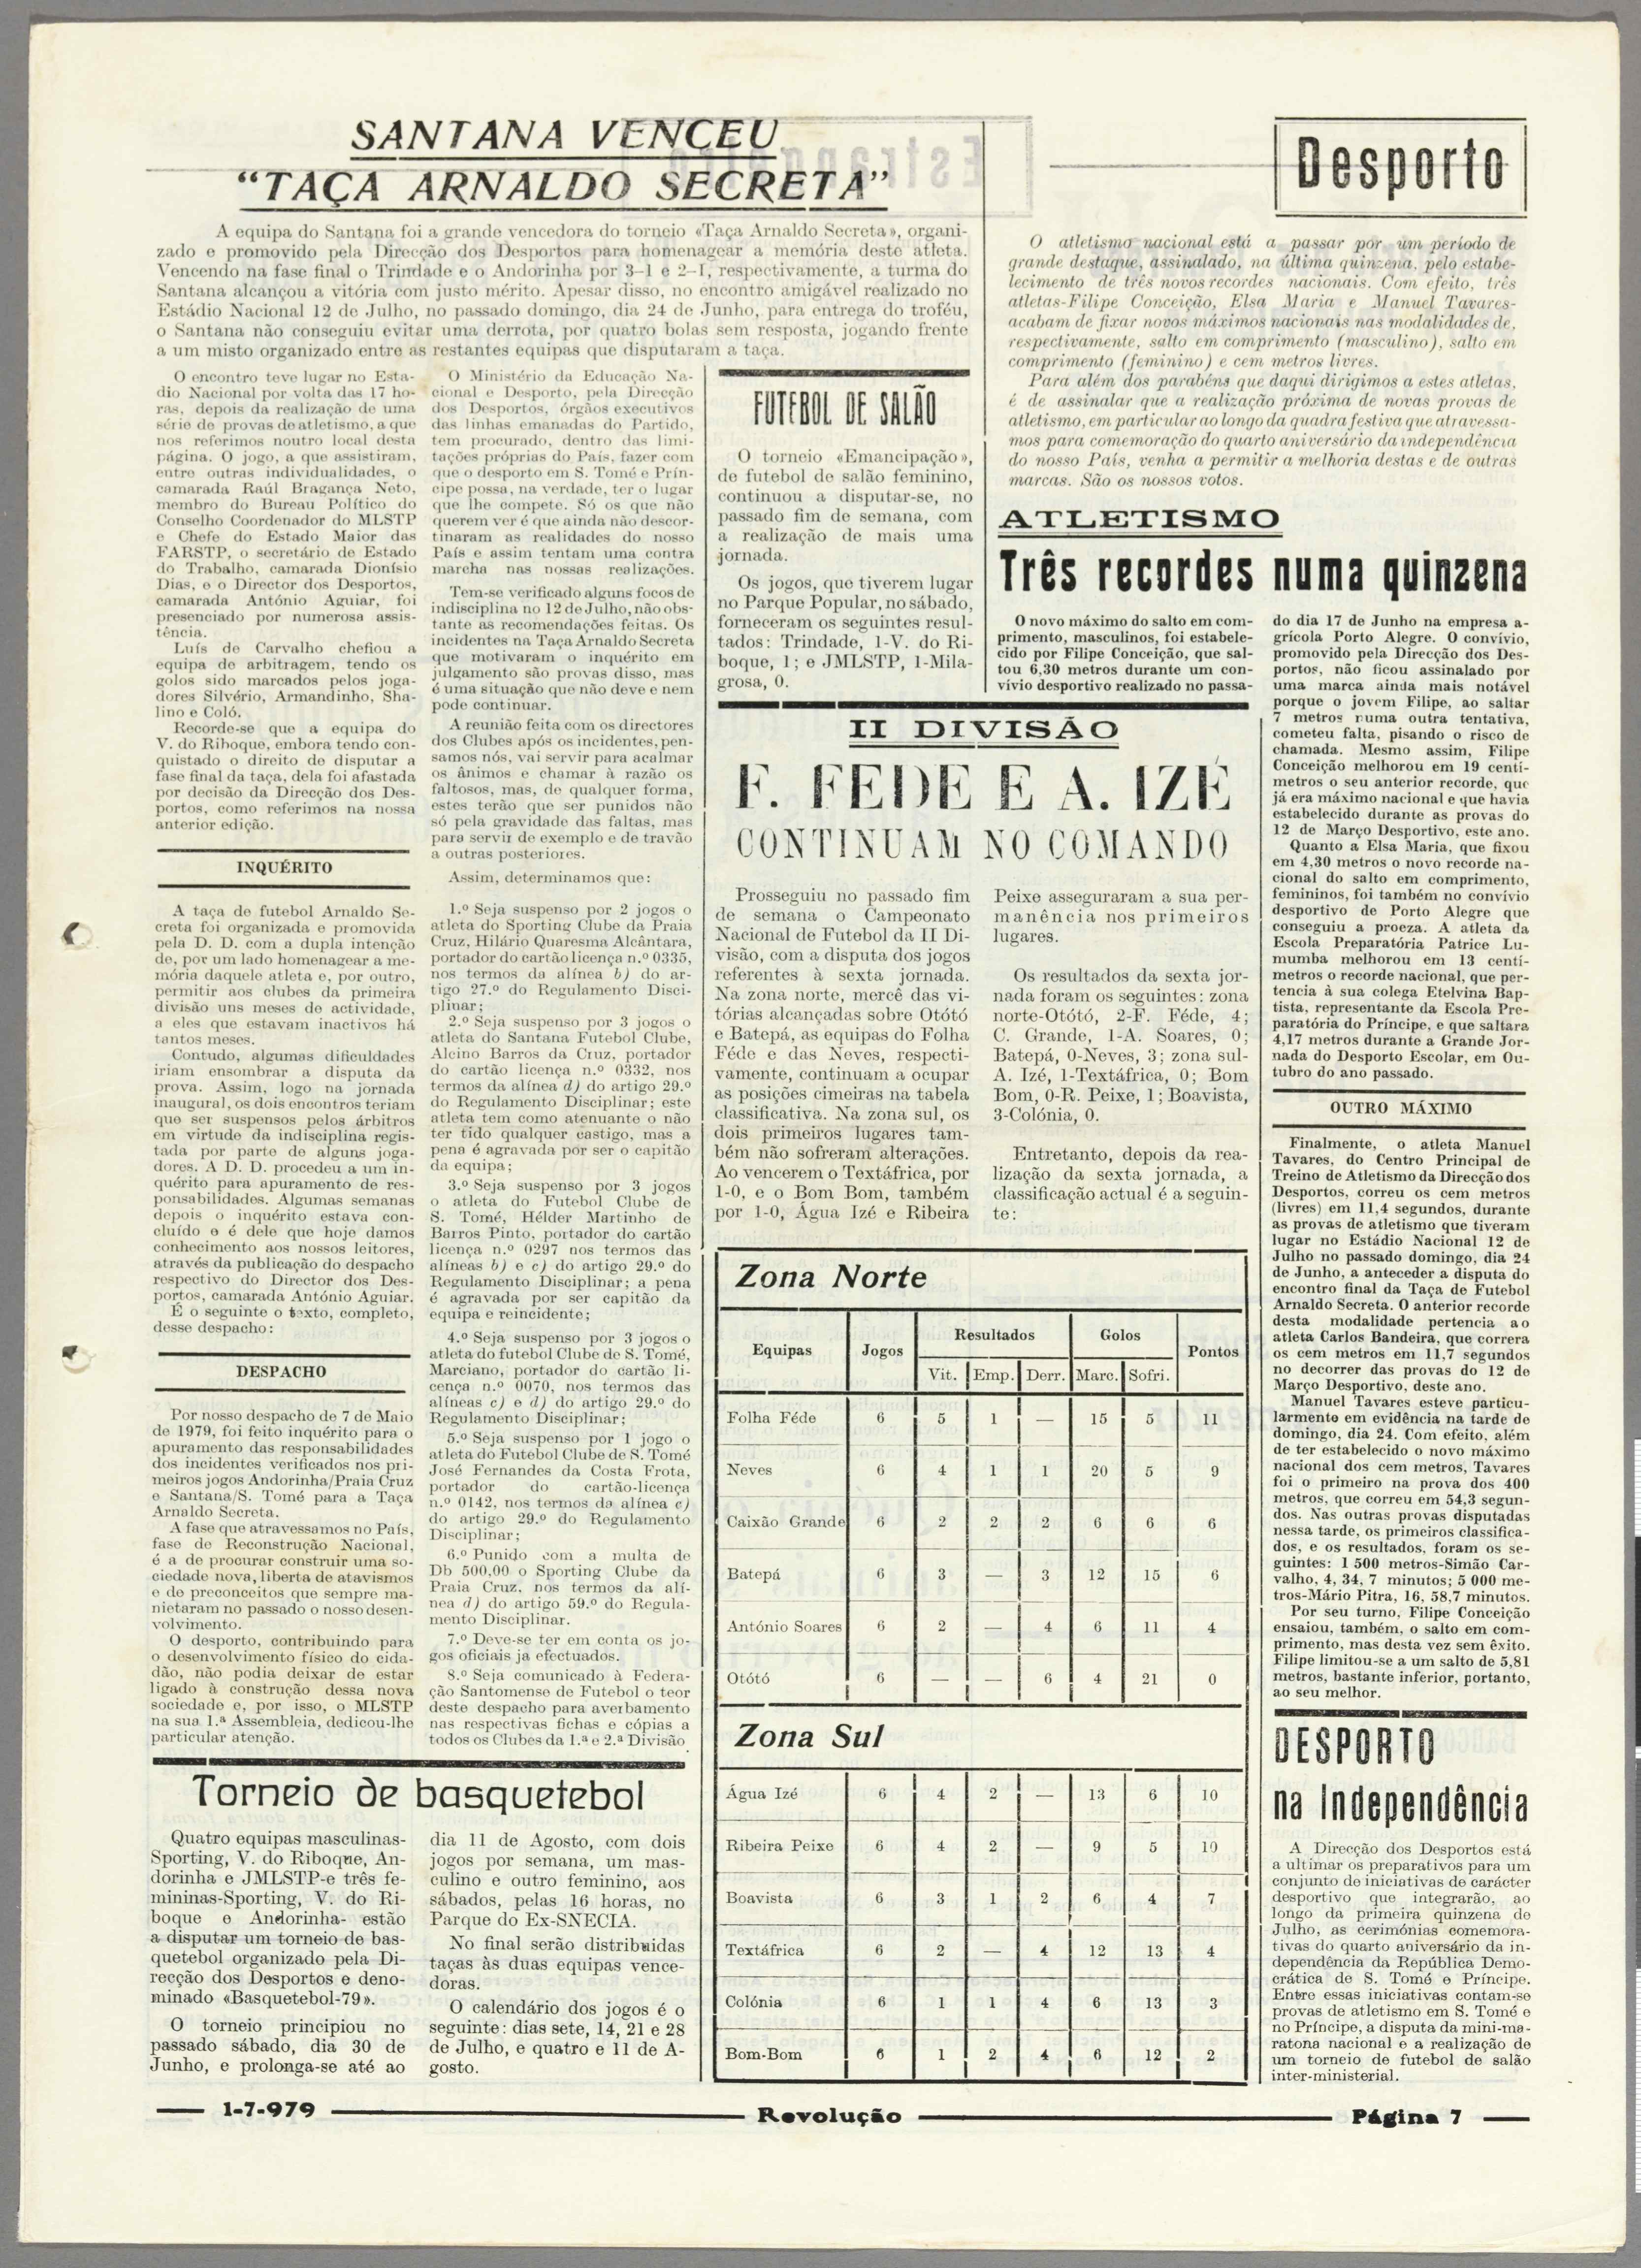 SANTANA VENCEU
“TAÇA ARNALDO SECRETA”
A equipa do Santana foi a grande vencedora do torneio «Taça Arnaldo Secreta», organi-
zado e promovido pela Direcção dos Desportos para homenagear a memória deste atleta.
Vencendo na fase final o Trindade e o Andorinha por 3-1 e 2-1, respectivamente, a turma do
Santana alcançou a vitória com justo mérito. Apesar disso, no encontro amigável realizado no
Estádio Nacional 12 de Julho, no passado domingo, dia 24 de Junho, para entrega do troféu,
o Santana não conseguiu evitar uma derrota, por quatro bolas sem resposta, jogando frente
a um misto organizado entre as restantes equipas que disputaram a taça.
O encontro teve lugar no Esta-
dio Nacional por volta das 17 ho-
ras, depois da realização de uma
série de provas de atletismo, a que
nos referimos noutro local desta
página. O jogo, a que assistiram,
entre outras individualidades, o
camarada Raúl Bragança Neto,
membro do Bureau Político do
Conselho Coordenador do MLSTP
e Chefe do Estado Maior das
FARSTP, o secretário de Estado
do Trabalho, camarada Dionísio
Dias, e o Director dos Desportos,
camarada António Aguiar, foi
presenciado por numerosa assis-
tência.
Luís de Carvalho chefiou a
equipa de arbitragem, tendo os
golos sido marcados pelos joga-
dores Silvério, Armandinho, Sha-
lino e Coló.
Recorde-se que a equipa do
V. do Riboque, embora tendo con-
quistado o direito de disputar a
fase final da taça, dela foi afastada
por decisão da Direcção dos Des-
portos, como referimos na nossa
anterior edição.
INQUÉRITO
A taça de futebol Arnaldo Se-
creta foi organizada e promovida
pela D. D. com a dupla intenção
de, por um lado homenagear a me-
mória daquele atleta e, por outro,
permitir aos clubes da primeira
divisão uns meses de actividade,
a eles que estavam inactivos há
tantos meses.
Contudo, algumas dificuldades
iriam ensombrar a disputa da
prova. Assim, logo na jornada
inaugural, os dois encontros teriam
que ser suspensos pelos árbitros
em virtude da indisciplina regis-
tada por parte de alguns joga-
dores. A D. D. procedeu a um in-
quérito para apuramento de res-
ponsabilidades. Algumas semanas
depois o inquérito estava con-
cluído e é dele que hoje damos
conhecimento aos nossos leitores,
através da publicação do despacho
respectivo do Director dos Des-
portos, camarada António Aguiar.
É o seguinte o texto, completo,
desse despacho:
DESPACHO
Por nosso despacho de 7 de Maio
de 1979, foi feito inquérito para o
apuramento das responsabilidades
dos incidentes verificados nos pri-
meiros jogos Andorinha/Praia Cruz
e Santana/S. Tomé para a Taça
Arnaldo Secreta.
A fase que atravessamos no País,
fase de Reconstrução Nacional,
é a de procurar construir uma so-
ciedade nova, liberta de atavismos
e de preconceitos que sempre ma-
nietaram no passado o nosso desen-
volvimento.
O desporto, contribuindo para
o desenvolvimento físico do cida-
dão, não podia deixar de estar
ligado à construção dessa nova
sociedade e, por isso, o MLSTP
na sua 1.ª Assembleia, dedicou-lhe
particular atenção.
O Ministério da Educação Na-
cional e Desporto, pela Direcção
dos Desportos, órgãos executivos
das linhas emanadas do Partido,
tem procurado, dentro das limi-
tações próprias do País, fazer com
que o desporto em S. Tomé e Prín-
cipe possa, na verdade, ter o lugar
que lhe compete. Só os que não
querem ver é que ainda não descor-
tinaram as realidades do nosso
País e assim tentam uma contra
marcha nas nossas realizações.
Tem-se verificado alguns focos de
indisciplina no 12 de Julho, não obs-
tante as recomendações feitas. Os
incidentes na Taça Arnaldo Secreta
que motivaram o inquérito em
julgamento são provas disso, mas
é uma situação que não deve e nem
pode continuar.
A reunião feita com os directores
dos Clubes após os incidentes, pen-
samos nós, vai servir para acalmar
os ânimos e chamar à razão os
faltosos, mas, de qualquer forma,
estes terão que ser punidos não
só pela gravidade das faltas, mas
para servir de exemplo e de travão
a outras posteriores.
Assim, determinamos que:
1.º Seja suspenso por 2 jogos o
atleta do Sporting Clube da Praia
Cruz, Hilário Quaresma Alcântara,
portador do cartão licença n.º 0335,
nos termos da alínea b) do ar-
tigo 27.º do Regulamento Disci-
plinar;
2.º Seja suspenso por 3 jogos o
atleta do Santana Futebol Clube,
Alcino Barros da Cruz, portador
do cartão licença n.º 0332, nos
termos da alínea d) do artigo 29.º
do Regulamento Disciplinar; este
atleta tem como atenuante o não
ter tido qualquer castigo, mas a
pena é agravada por ser o capitão
da equipa;
3.º Seja suspenso por 3 jogos
o atleta do Futebol Clube de
S. Tomé, Hélder Martinho de
Barros Pinto, portador do cartão
licença n.º 0297 nos termos das
alíneas b) e c) do artigo 29.º do
Regulamento Disciplinar; a pena
é agravada por ser capitão da
equipa e reincidente;
4.º Seja suspenso por 3 jogos o
atleta do futebol Clube de S. Tomé,
Marciano, portador do cartão li-
cença n.º 0070, nos termos das
alíneas c) e d) do artigo 29.º do
Regulamento Disciplinar;
5.º Seja suspenso por 1 jogo o
atleta do Futebol Clube de S. Tomé
José Fernandes da Costa Frota,
portador do cartão-licença
n.º 0142, nos termos da alínea c)
do artigo 29.º do Regulamento
Disciplinar;
6.º Punido com a multa de
Db 500,00 o Sporting Clube da
Praia Cruz, nos termos da alí-
nea d) do artigo 59.º do Regula-
mento Disciplinar.
7.º Deve-se ter em conta os jo-
gos oficiais ja efectuados.
8.º Seja comunicado à Federa-
ção Santomense de Futebol o teor
deste despacho para averbamento
nas respectivas fichas e cópias a
todos os Clubes da 1.ª e 2.ª Divisão
Torneio de basquetebol
Quatro equipas masculinas-
Sporting, V. do Riboque, An-
dorinha e JMLSTP-e três fe-
mininas-Sporting, V. do Ri-
boque e Andorinha- estão
a disputar um torneio de bas-
quetebol organizado pela Di-
recção dos Desportos e deno-
minado «Basquetebol-79».
O torneio principiou no
passado sábado, dia 30 de
Junho, e prolonga-se até ao
dia 11 de Agosto, com dois
jogos por semana, um mas-
culino e outro feminino, aos
sábados, pelas 16 horas, no
Parque do Ex-SNECIA.
No final serão distribuidas
taças às duas equipas vence-
doras.
O calendário dos jogos é o
seguinte: dias sete, 14, 21 e 28
de Julho, e quatro e 11 de A-
gosto.
FUTEBOL DE SALÃO
O torneio «Emancipação»,
de futebol de salão feminino,
continuou a disputar-se, no
passado fim de semana, com
a realização de mais uma
jornada.
Os jogos, que tiverem lugar
no Parque Popular, no sábado,
forneceram os seguintes resul-
tados: Trindade, 1-V. do Ri-
boque, 1; e JMLSTP, 1-Mila-
grosa, 0.
Desporto
O atletismo nacional está a passar por um período de
grande destaque, assinalado, na última quinzena, pelo estabe-
lecimento de três novos recordes nacionais. Com efeito, três
atletas-Filipe Conceição, Elsa Maria e Manuel Tavares-
acabam de fixar novos máximos nacionais nas modalidades de,
respectivamente, salto em comprimento (masculino), salto em
comprimento (feminino) e cem metros livres.
Para além dos parabéns que daqui dirigimos a estes atletas,
é de assinalar que a realização próxima de novas provas de
atletismo, em particular ao longo da quadra festiva que atravessa-
mos para comemoração do quarto aniversário da independência
do nosso País, venha a permitir a melhoria destas e de outras
marcas. São os nossos votos.
ATLETISMO
Três recordes numa quinzena
O novo máximo do salto em com-
primento, masculinos, foi estabele-
cido por Filipe Conceição, que sal-
tou 6,30 metros durante um con-
vívio desportivo realizado no passa-
do dia 17 de Junho na empresa a-
grícola Porto Alegre. O convívio,
promovido pela Direcção dos Des-
portos, não ficou assinalado por
uma marca ainda mais notável
porque o jovem Filipe, ao saltar
7 metros numa outra tentativa,
cometeu falta, pisando o risco de
chamada. Mesmo assim, Filipe
Conceição melhorou em 19 centí-
metros o seu anterior recorde, que
já era máximo nacional e que havia
estabelecido durante as provas do
12 de Março Desportivo, este ano.
Quanto a Elsa Maria, que fixou
em 4,30 metros o novo recorde na-
cional do salto em comprimento,
femininos, foi também no convívio
desportivo de Porto Alegre que
conseguiu a proeza. A atleta da
Escola Preparatória Patrice Lu-
mumba melhorou em 13 centí-
metros o recorde nacional, que per-
tencia à sua colega Etelvina Bap-
tista, representante da Escola Pre-
paratória do Príncipe, e que saltara
4,17 metros durante a Grande Jor-
nada do Desporto Escolar, em Ou-
tubro do ano passado.
OUTRO MÁXIMO
Finalmente, o atleta Manuel
Tavares, do Centro Principal de
Treino de Atletismo da Direcção dos
Desportos, correu os cem metros
(livres) em 11,4 segundos, durante
as provas de atletismo que tiveram
lugar no Estádio Nacional 12 de
Julho no passado domingo, dia 24
de Junho, a anteceder a disputa do
encontro final da Taça de Futebol
Arnaldo Secreta. O anterior recorde
desta modalidade pertencia ao
atleta Carlos Bandeira, que correra
os cem metros em 11,7 segundos
no decorrer das provas do 12 de
Março Desportivo, deste ano.
Manuel Tavares esteve particu-
larmente em evidência na tarde de
domingo, dia 24. Com efeito, além
de ter estabelecido o novo máximo
nacional dos cem metros, Tavares
foi o primeiro na prova dos 400
metros, que correu em 54,3 segun-
dos. Nas outras provas disputadas
nessa tarde, os primeiros classifica-
dos, e os resultados, foram os se-
guintes: 1 500 metros-Simão Car-
valho, 4, 34, 7 minutos; 5 000 me-
tros-Mário Pitra, 16, 58,7 minutos.
Por seu turno, Filipe Conceição
ensaiou, também, o salto em com-
primento, mas desta vez sem êxito.
Filipe limitou-se a um salto de 5,81
metros, bastante inferior, portanto,
ao seu melhor.
II DIVISÃO
F. FEDE E A. IZÉ
CONTINUAM NO COMANDO
Prosseguiu no passado fim
de semana o Campeonato
Nacional de Futebol da II Di-
visão, com a disputa dos jogos
referentes à sexta jornada.
Na zona norte, mercê das vi-
tórias alcançadas sobre Otótó
e Batepá, as equipas do Folha
Féde e das Neves, respecti-
vamente, continuam a ocupar
as posições cimeiras na tabela
classificativa. Na zona sul, os
dois primeiros lugares tam-
bém não sofreram alterações.
Ao vencerem o Textáfrica, por
1-0, e o Bom Bom, também
por 1-0, Água Izé e Ribeira
Peixe asseguraram a sua per-
manência nos primeiros
lugares.
Os resultados da sexta jor-
nada foram os seguintes: zona
norte-Otótó, 2-F. Féde, 4;
C. Grande, 1-A. Soares, 0;
Batepá, 0-Neves, 3; zona sul-
A. Izé, 1-Textáfrica, 0; Bom
Bom, 0-R. Peixe, 1; Boavista,
3-Colónia, 0.
Entretanto, depois da rea-
lização da sexta jornada, a
classificação actual é a seguin-
te:
Zona Norte
Equipas Jogos Resultados Golos Pontos
Vit. Emp. Derr. Marc. Sofri.
Folha Féde 6 5 1 — 15 5 11
Neves 6 4 1 1 20 5 9
Caixão Grande 6 2 2 2 6 6 6
Batepá 6 3 — 3 12 15 6
António Soares 6 2 — 4 6 11 4
Otótó 6 — — 6 4 21 0
Zona Sul
Água Izé 6 4 2 — 13 6 10
Ribeira Peixe 6 4 2 — 9 5 10
Boavista 6 3 1 2 6 4 7
Textáfrica 6 2 — 4 12 13 4
Colónia 6 1 1 4 6 13 3
Bom-Bom 6 1 2 4 6 12 2
DESPORTO
na Independência
A Direcção dos Desportos está
a ultimar os preparativos para um
conjunto de iniciativas de carácter
desportivo que integrarão, ao
longo da primeira quinzena de
Julho, as cerimónias comemora-
tivas do quarto aniversário da in-
dependência da República Demo-
crática de S. Tomé e Príncipe.
Entre essas iniciativas contam-se
provas de atletismo em S. Tomé e
no Príncipe, a disputa da mini-ma-
ratona nacional e a realização de
um torneio de futebol de salão
inter-ministerial.
1-7-979
Revolução
Página 7